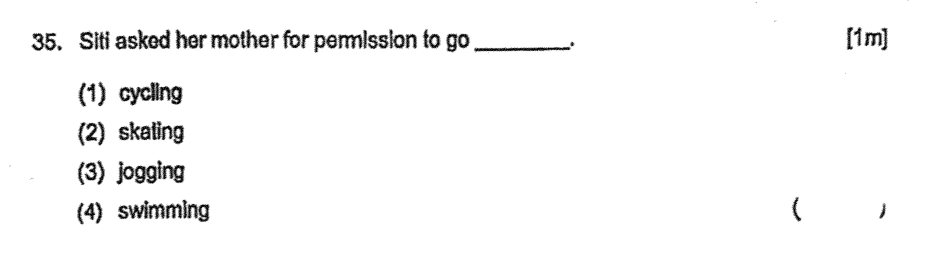 35. Siti asked her mother for permission to go ________. [1m]
(1) cycling
(2) skating
(3) jogging
(4) swimming ( )